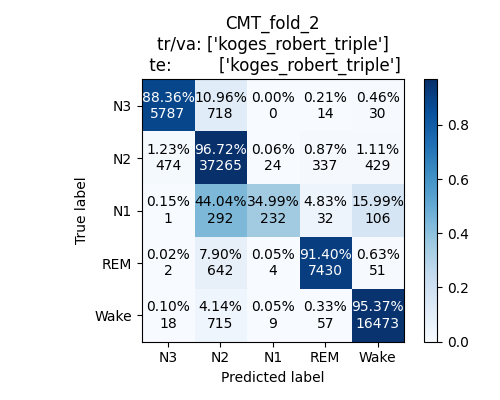 CMT_fold_2
tr/va: ['koges_robert_triple']
te: ['koges_robert_triple']
N3 88.36% 10.96% 0.00% 0.21% 0.46%
5787 718 0 14 30
N2 1.23% 96.72% 0.06% 0.87% 1.11%
474 37265 24 337 429
N1 0.15% 44.04% 34.99% 4.83% 15.99%
1 292 232 32 106
REM 0.02% 7.90% 0.05% 91.40% 0.63%
2 642 4 7430 51
Wake 0.10% 4.14% 0.05% 0.33% 95.37%
18 715 9 57 16473
N3 N2 N1 REM Wake
Predicted label
True label
0.8
0.6
0.4
0.2
0.0